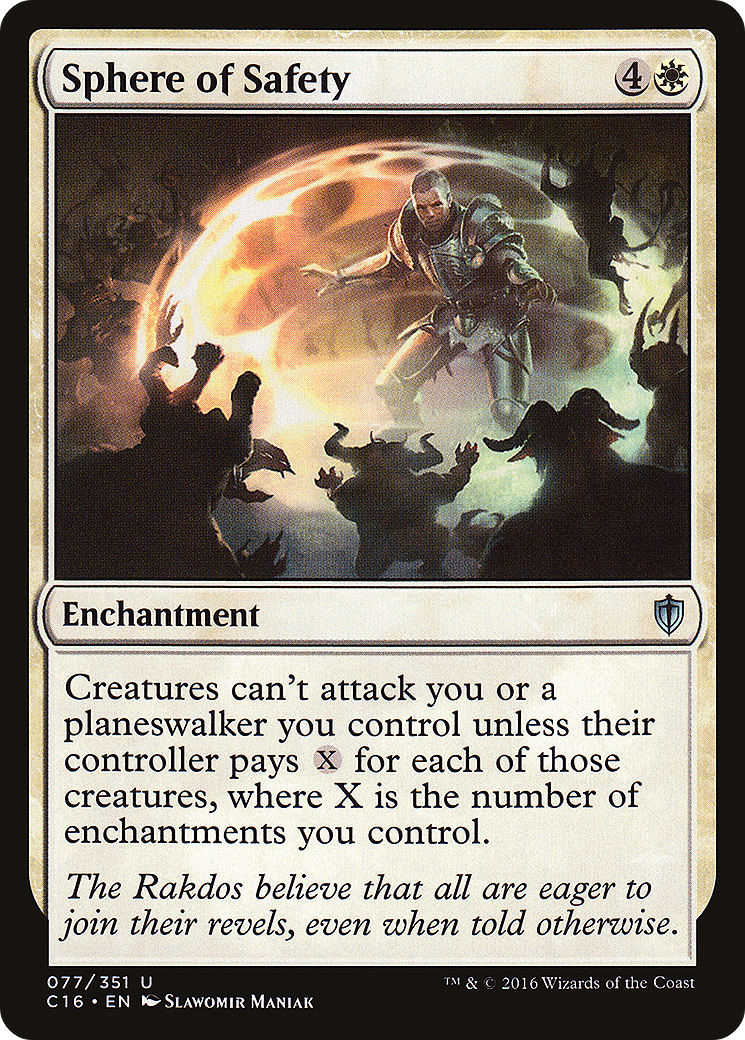 Sphere of Safety 4
Enchantment
Creatures can't attack you or a
planeswalker you control unless their
controller pays X for each of those
creatures, where X is the number of
enchantments you control.
The Rakdos believe that all are eager to
join their revels, even when told otherwise.
077/351 U
C16 • EN Slawomir Maniak
™ & © 2016 Wizards of the Coast